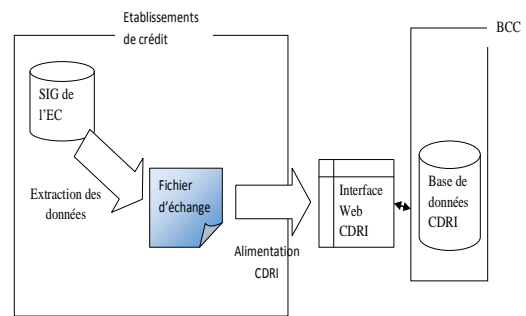 Etablissements
de crédit
BCC
SIG de
l'EC
Extraction des
données
Fichier
d'échange
Alimentation
CDRI
Interface
Web
CDRI
Base de
données
CDRI